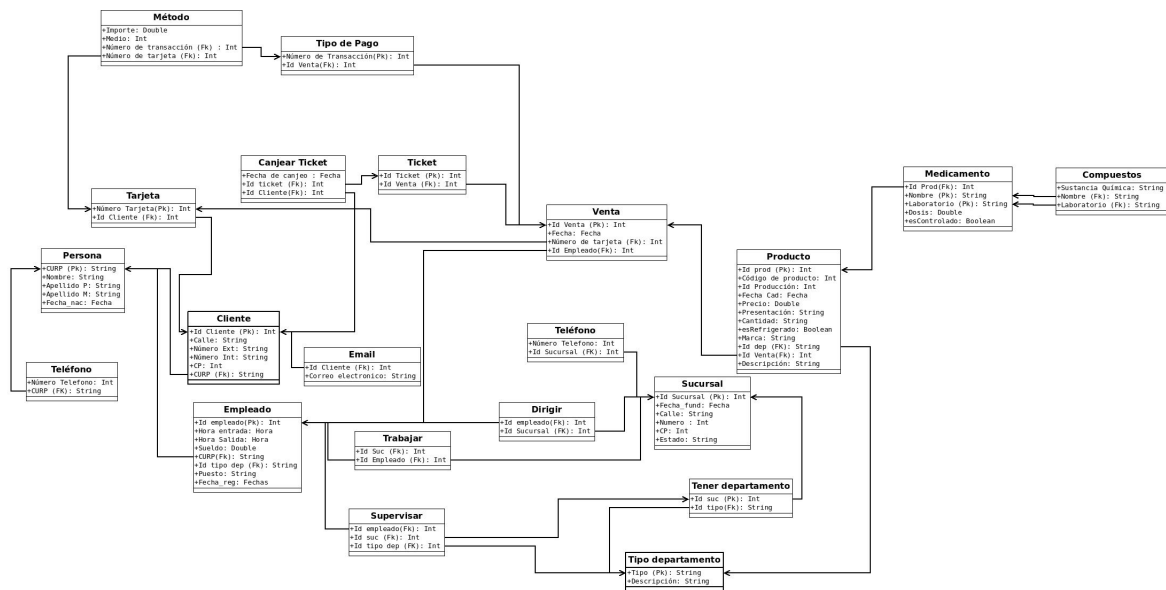 Método
+Importe: Double
+Medio: Int
+Número de transacción (Fk) : Int
+Número de tarjeta (Fk): Int
Tipo de Pago
+Número de Transacción(Pk): Int
+Id Venta(Fk): Int
Canjear Ticket
+Fecha de canjeo : Fecha
+Id ticket (Fk): Int
+Id Cliente(Fk): Int
Ticket
+Id Ticket (Pk): Int
+Id Venta (Fk): Int
Tarjeta
+Número Tarjeta(Pk): Int
+Id Cliente (Fk): Int
Venta
+Id Venta (Pk): Int
+Fecha: Fecha
+Número de tarjeta (Fk): Int
+Id Empleado(Fk): Int
Medicamento
+Id Prod(Fk): Int
+Nombre (Pk): String
+Laboratorio (Pk): String
+Dosis: Double
+esControlado: Boolean
Compuestos
+Sustancia Química: String
+Nombre (Fk): String
+Laboratorio (Fk): String
Persona
+CURP (Pk): String
+Nombre: String
+Apellido P: String
+Apellido M: String
+Fecha_nac: Fecha
Producto
+Id prod (Pk): Int
+Código de producto: Int
+Id Producción: Int
+Fecha Cad: Fecha
+Precio: Double
+Presentación: String
+Cantidad: String
+esRefrigerado: Boolean
+Marca: String
+Id dep (FK): String
+Id Venta(Fk): Int
+Descripción: String
Cliente
+Id Cliente (Pk): Int
+Calle: String
+Número Ext: String
+Número Int: String
+CP: Int
+CURP (Fk): String
Teléfono
+Número Telefono: Int
+Id Sucursal (FK): Int
Email
+Id Cliente (Fk): Int
+Correo electronico: String
Teléfono
+Número Telefono: Int
+CURP (FK): String
Sucursal
+Id Sucursal (Pk): Int
+Fecha_fund: Fecha
+Calle: String
+Numero : Int
+CP: Int
+Estado: String
Empleado
+Id empleado(Pk): Int
+Hora entrada: Hora
+Hora Salida: Hora
+Sueldo: Double
+CURP(Fk): String
+Id tipo dep (Fk): String
+Puesto: String
+Fecha_reg: Fechas
Dirigir
+Id empleado(Fk): Int
+Id Sucursal (FK): Int
Trabajar
+Id Suc (Fk): Int
+Id Empleado (Fk): Int
Tener departamento
+Id suc (Pk): Int
+Id tipo(Fk): String
Supervisar
+Id empleado(Fk): Int
+Id suc (Fk): Int
+Id tipo dep (FK): Int
Tipo departamento
+Tipo (Pk): String
+Descripción: String